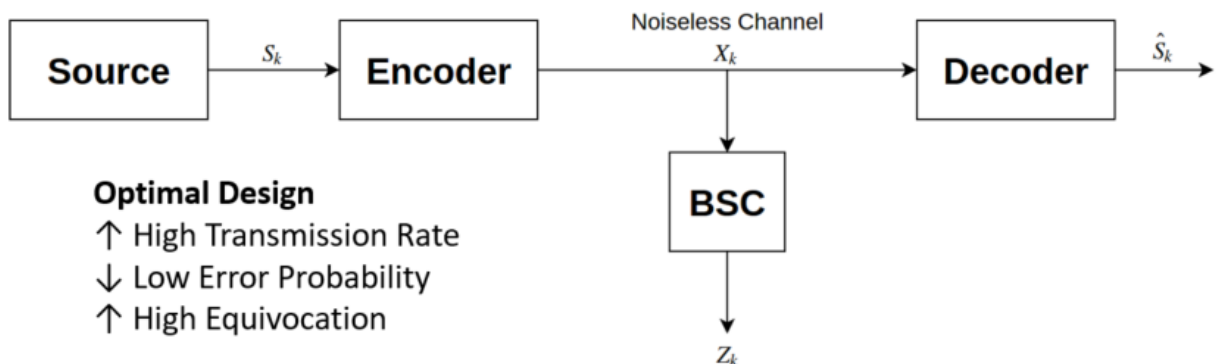 Noiseless Channel
Source
S_k
Encoder
X_k
Decoder
Ŝ_k
Optimal Design
↑ High Transmission Rate
↓ Low Error Probability
↑ High Equivocation
BSC
Z_k